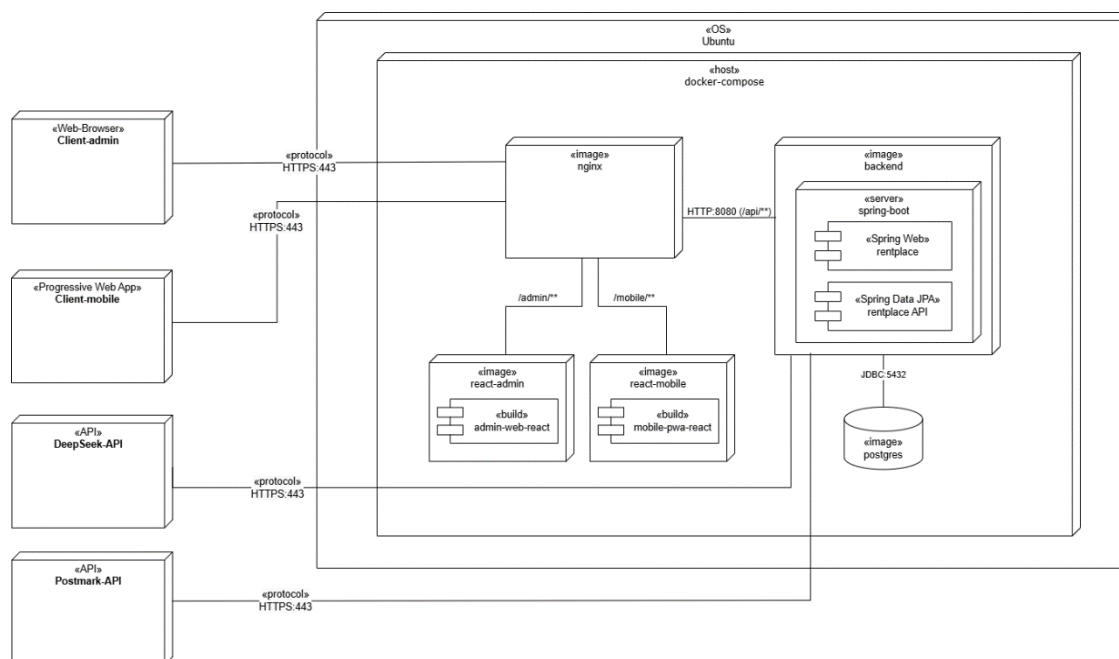 «OS»
Ubuntu
«host»
docker-compose
«Web-Browser»
Client-admin
«protocol»
HTTPS:443
«image»
nginx
«image»
backend
«server»
spring-boot
«protocol»
HTTPS:443
HTTP:8080 (/api/**)
«Spring Web»
rentplace
«Progressive Web App»
Client-mobile
«Spring Data JPA»
rentplace API
/admin/**
/mobile/**
«image»
react-admin
«image»
react-mobile
JDBC:5432
«build»
admin-web-react
«build»
mobile-pwa-react
«API»
DeepSeek-API
«image»
postgres
«protocol»
HTTPS:443
«API»
Postmark-API
«protocol»
HTTPS:443